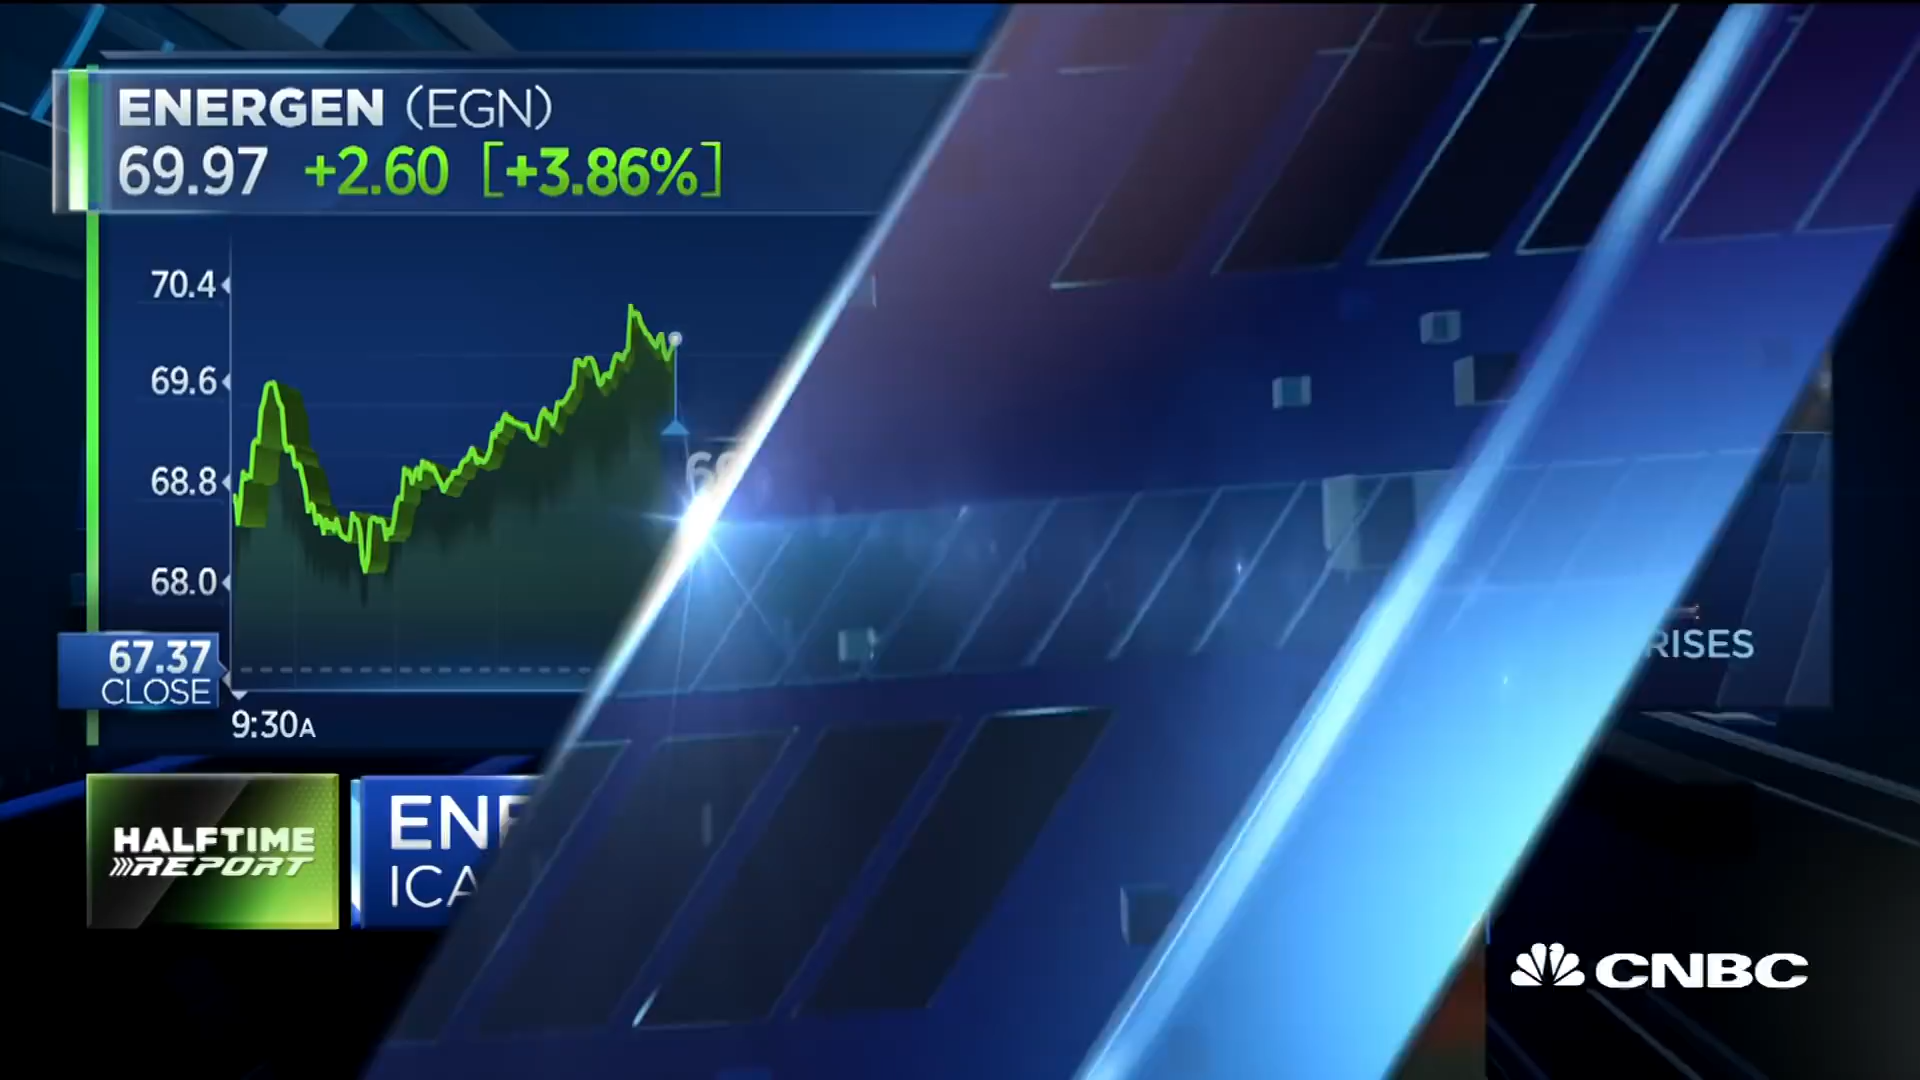 ENERGEN (EGN)
69.97 +2.60 [+3.86%]
70.4
69.6
68.8
68.0
67.37
CLOSE
9:30A
HALFTIME
REPORT
CNBC